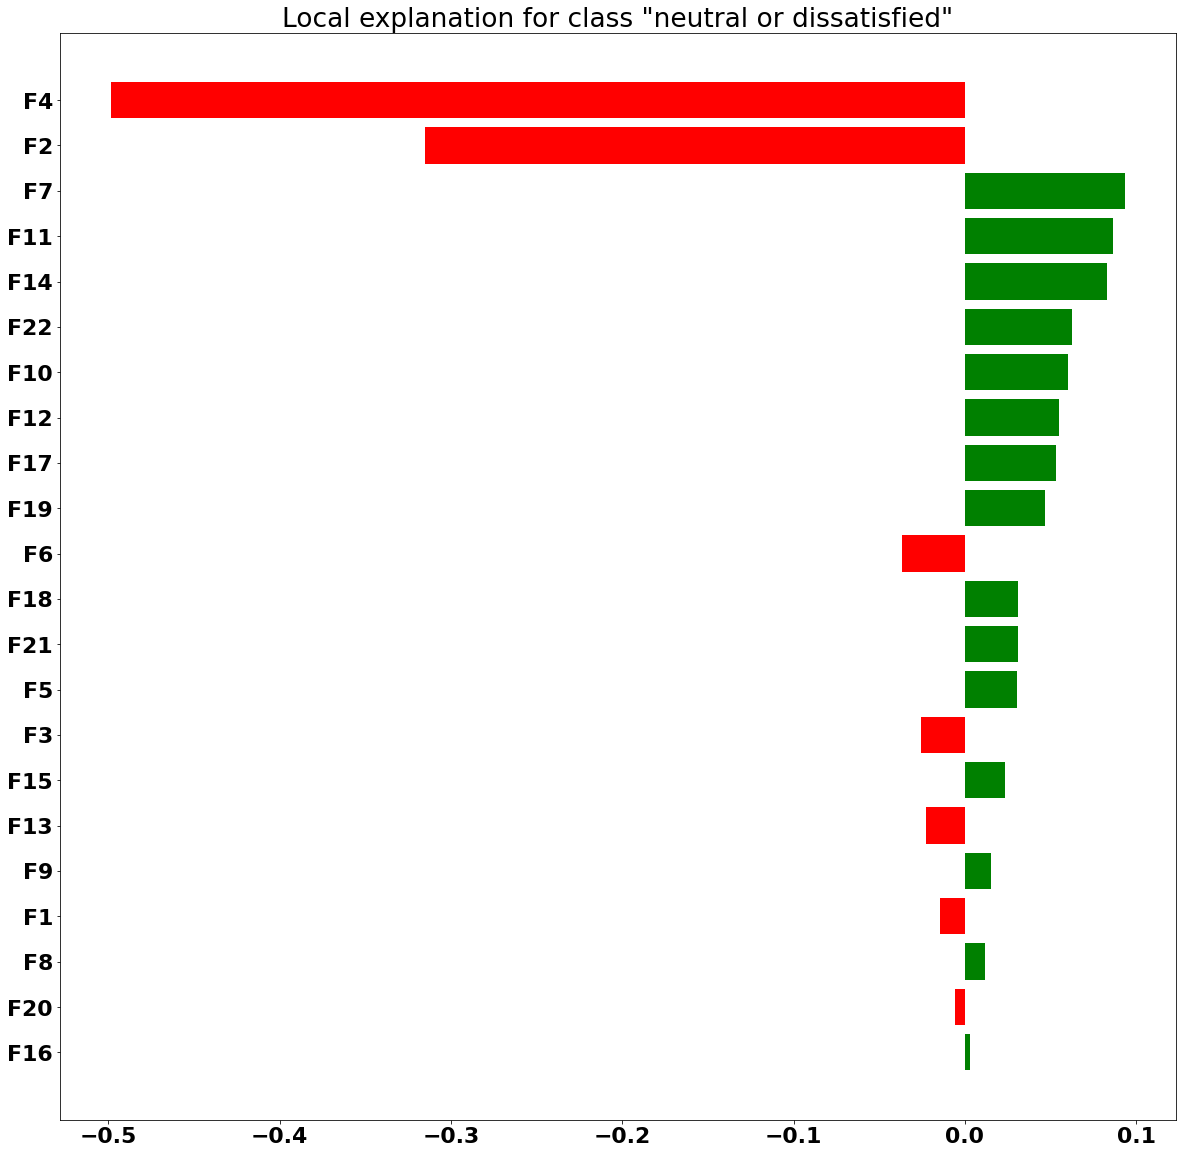 Local explanation for class "neutral or dissatisfied"
F4
F2
F7
F11
F14
F22
F10
F12
F17
F19
F6
F18
F21
F5
F3
F15
F13
F9
F1
F8
F20
F16
−0.5 −0.4 −0.3 −0.2 −0.1 0.0 0.1